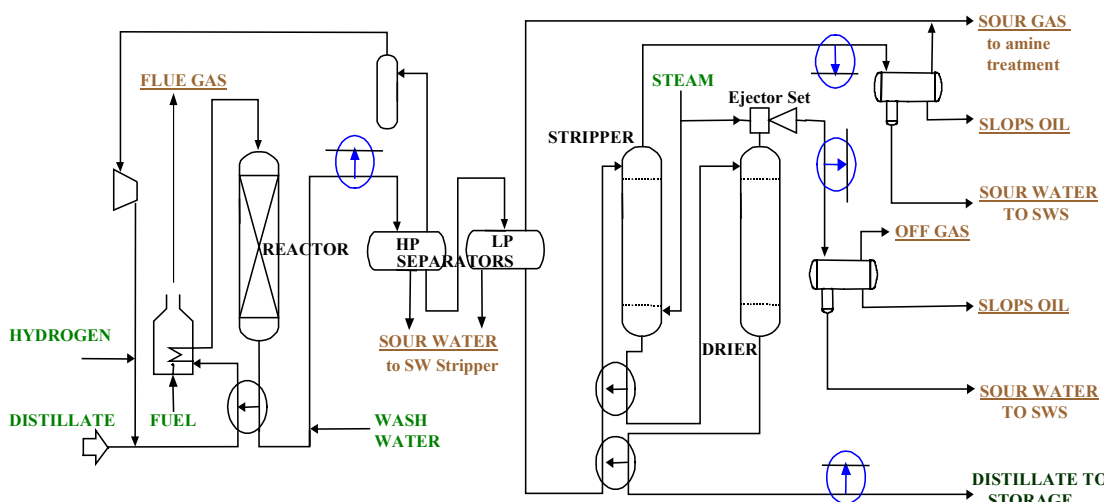 SOUR GAS
to amine
treatment
FLUE GAS
STEAM
Ejector Set
STRIPPER
SLOPS OIL
SOUR WATER
TO SWS
OFF GAS
REACTOR
HP
LP
SEPARATORS
SLOPS OIL
HYDROGEN
SOUR WATER
to SW Stripper
DRIER
SOUR WATER
TO SWS
DISTILLATE
FUEL
WASH
WATER
DISTILLATE TO
STORAGE